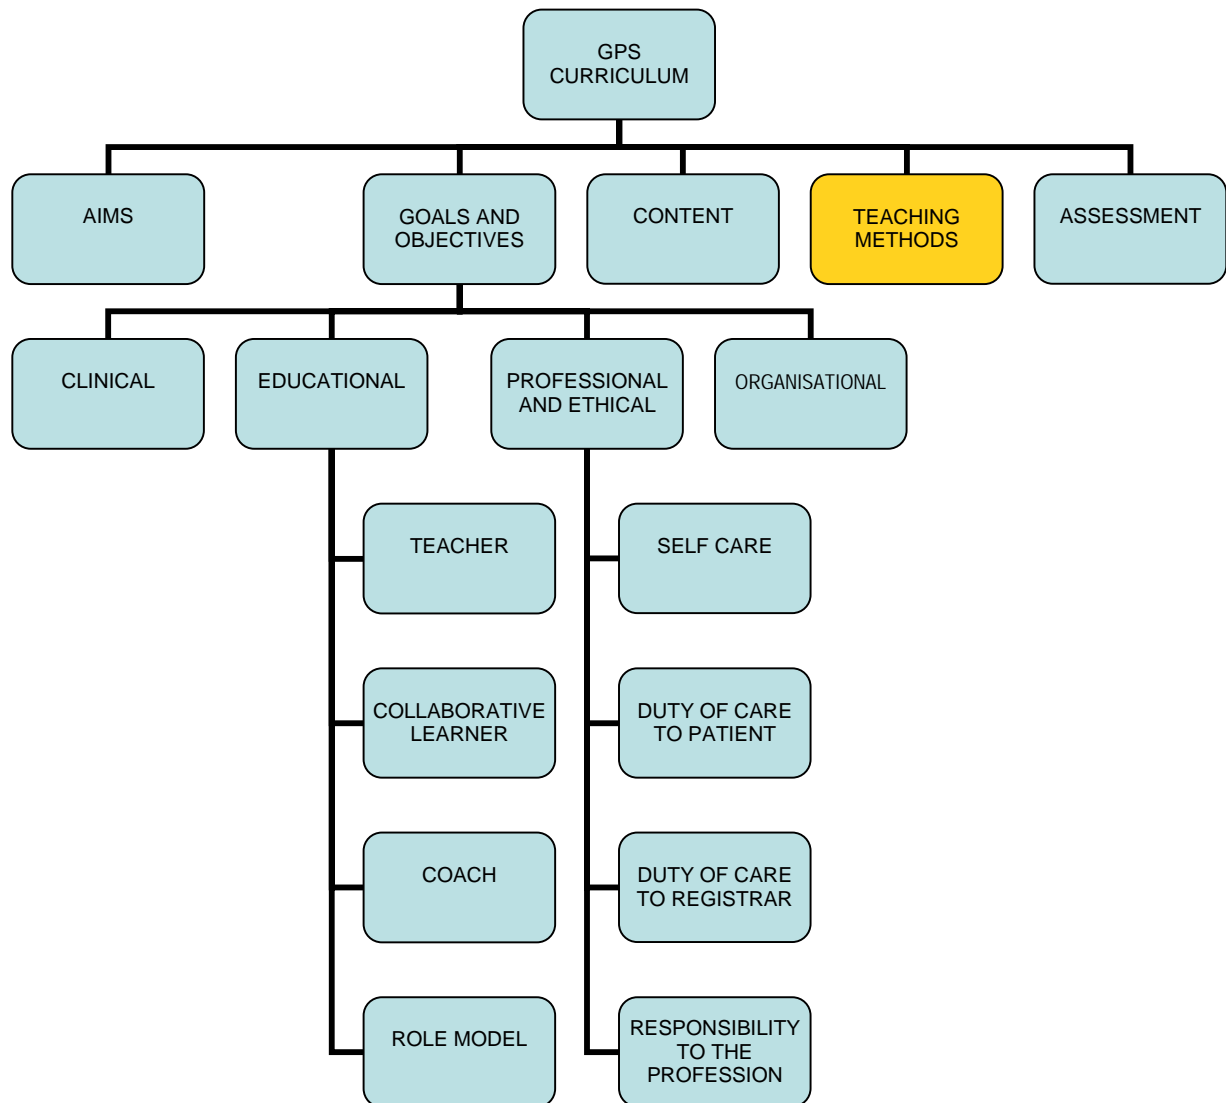 GPS
CURRICULUM
AIMS
GOALS AND
OBJECTIVES
CONTENT
TEACHING
METHODS
ASSESSMENT
CLINICAL
EDUCATIONAL
PROFESSIONAL
AND ETHICAL
ORGANISATIONAL
TEACHER
SELF CARE
COLLABORATIVE
LEARNER
DUTY OF CARE
TO PATIENT
COACH
DUTY OF CARE
TO REGISTRAR
ROLE MODEL
RESPONSIBILITY
TO THE
PROFESSION